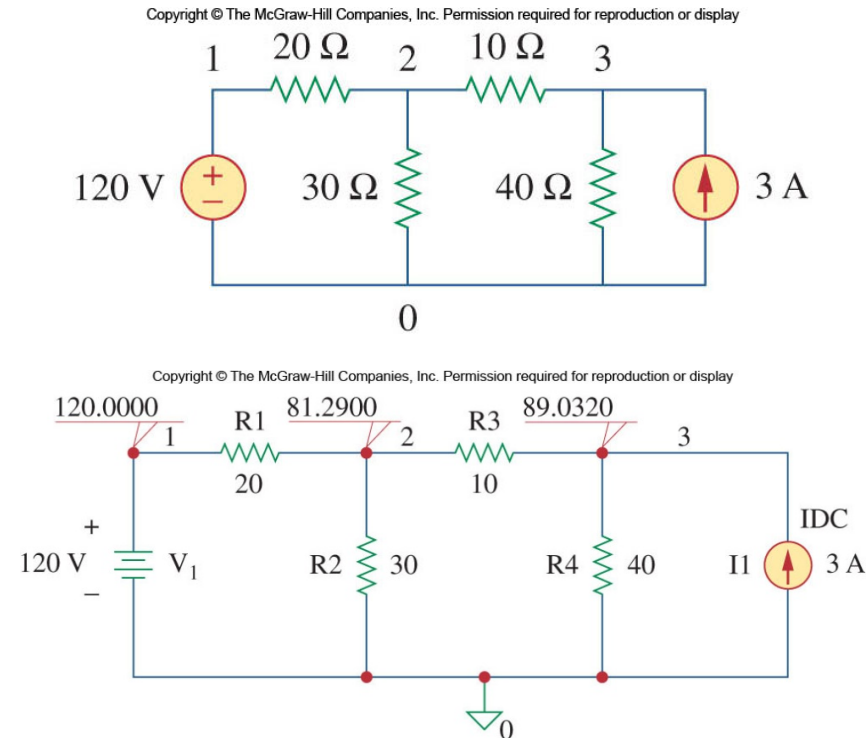 Copyright © The McGraw-Hill Companies, Inc. Permission required for reproduction or display
1 20 Ω 2 10 Ω 3
120 V + − 30 Ω 40 Ω 3 A
0
Copyright © The McGraw-Hill Companies, Inc. Permission required for reproduction or display
120.0000 81.2900 89.0320
1 R1 2 R3 3
20 10
+ IDC
120 V V1 R2 30 R4 40 I1 3 A
−
0